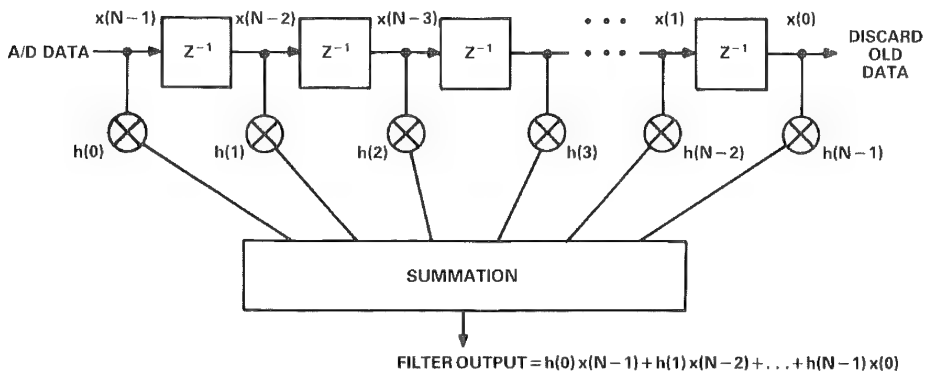 x(N−1) x(N−2) x(N−3) x(1) x(0)
A/D DATA Z⁻¹ Z⁻¹ Z⁻¹ Z⁻¹ DISCARD
OLD
DATA
h(0) h(1) h(2) h(3) h(N−2) h(N−1)
SUMMATION
FILTER OUTPUT = h(0) x(N−1) + h(1) x(N−2) + . . . + h(N−1) x(0)